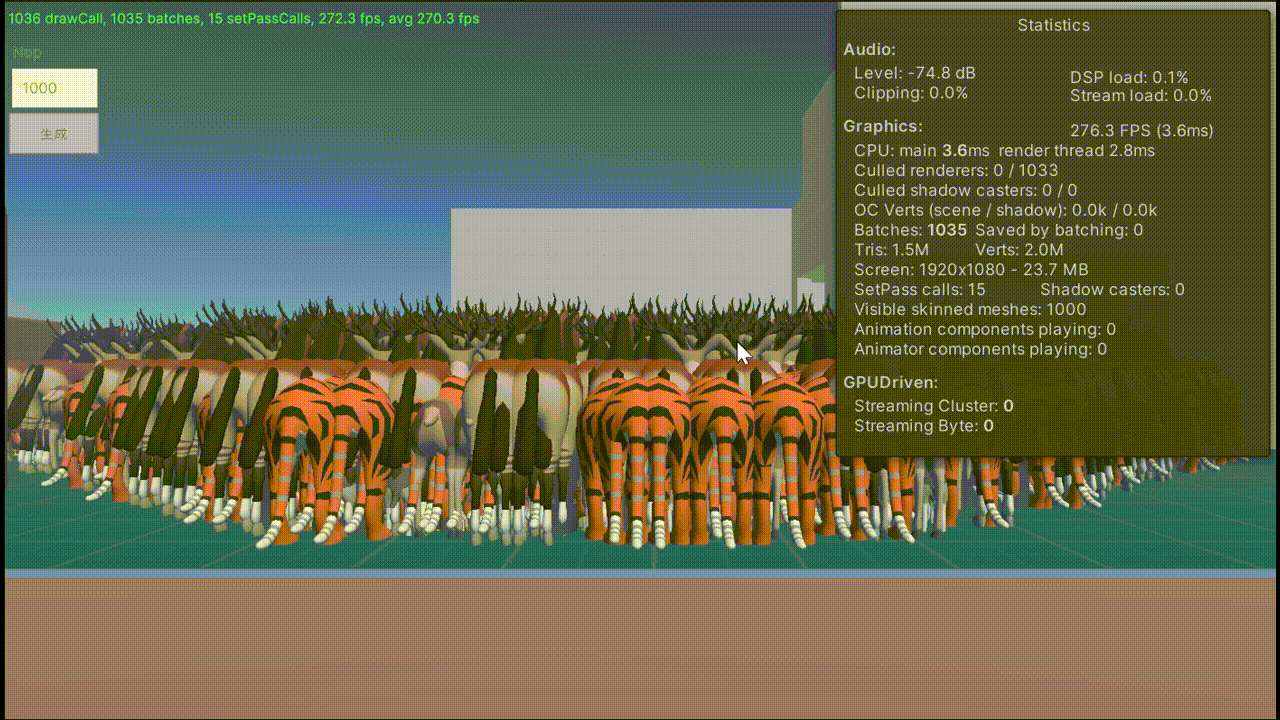 1036 drawCall, 1035 batches, 15 setPassCalls, 272.3 fps, avg 270.3 fps
Nop
1000
生成
Statistics
Audio:
Level: -74.8 dB DSP load: 0.1%
Clipping: 0.0% Stream load: 0.0%
Graphics: 276.3 FPS (3.6ms)
CPU: main 3.6ms render thread 2.8ms
Culled renderers: 0 / 1033
Culled shadow casters: 0 / 0
OC Verts (scene / shadow): 0.0k / 0.0k
Batches: 1035 Saved by batching: 0
Tris: 1.5M Verts: 2.0M
Screen: 1920x1080 - 23.7 MB
SetPass calls: 15 Shadow casters: 0
Visible skinned meshes: 1000
Animation components playing: 0
Animator components playing: 0
GPUDriven:
Streaming Cluster: 0
Streaming Byte: 0